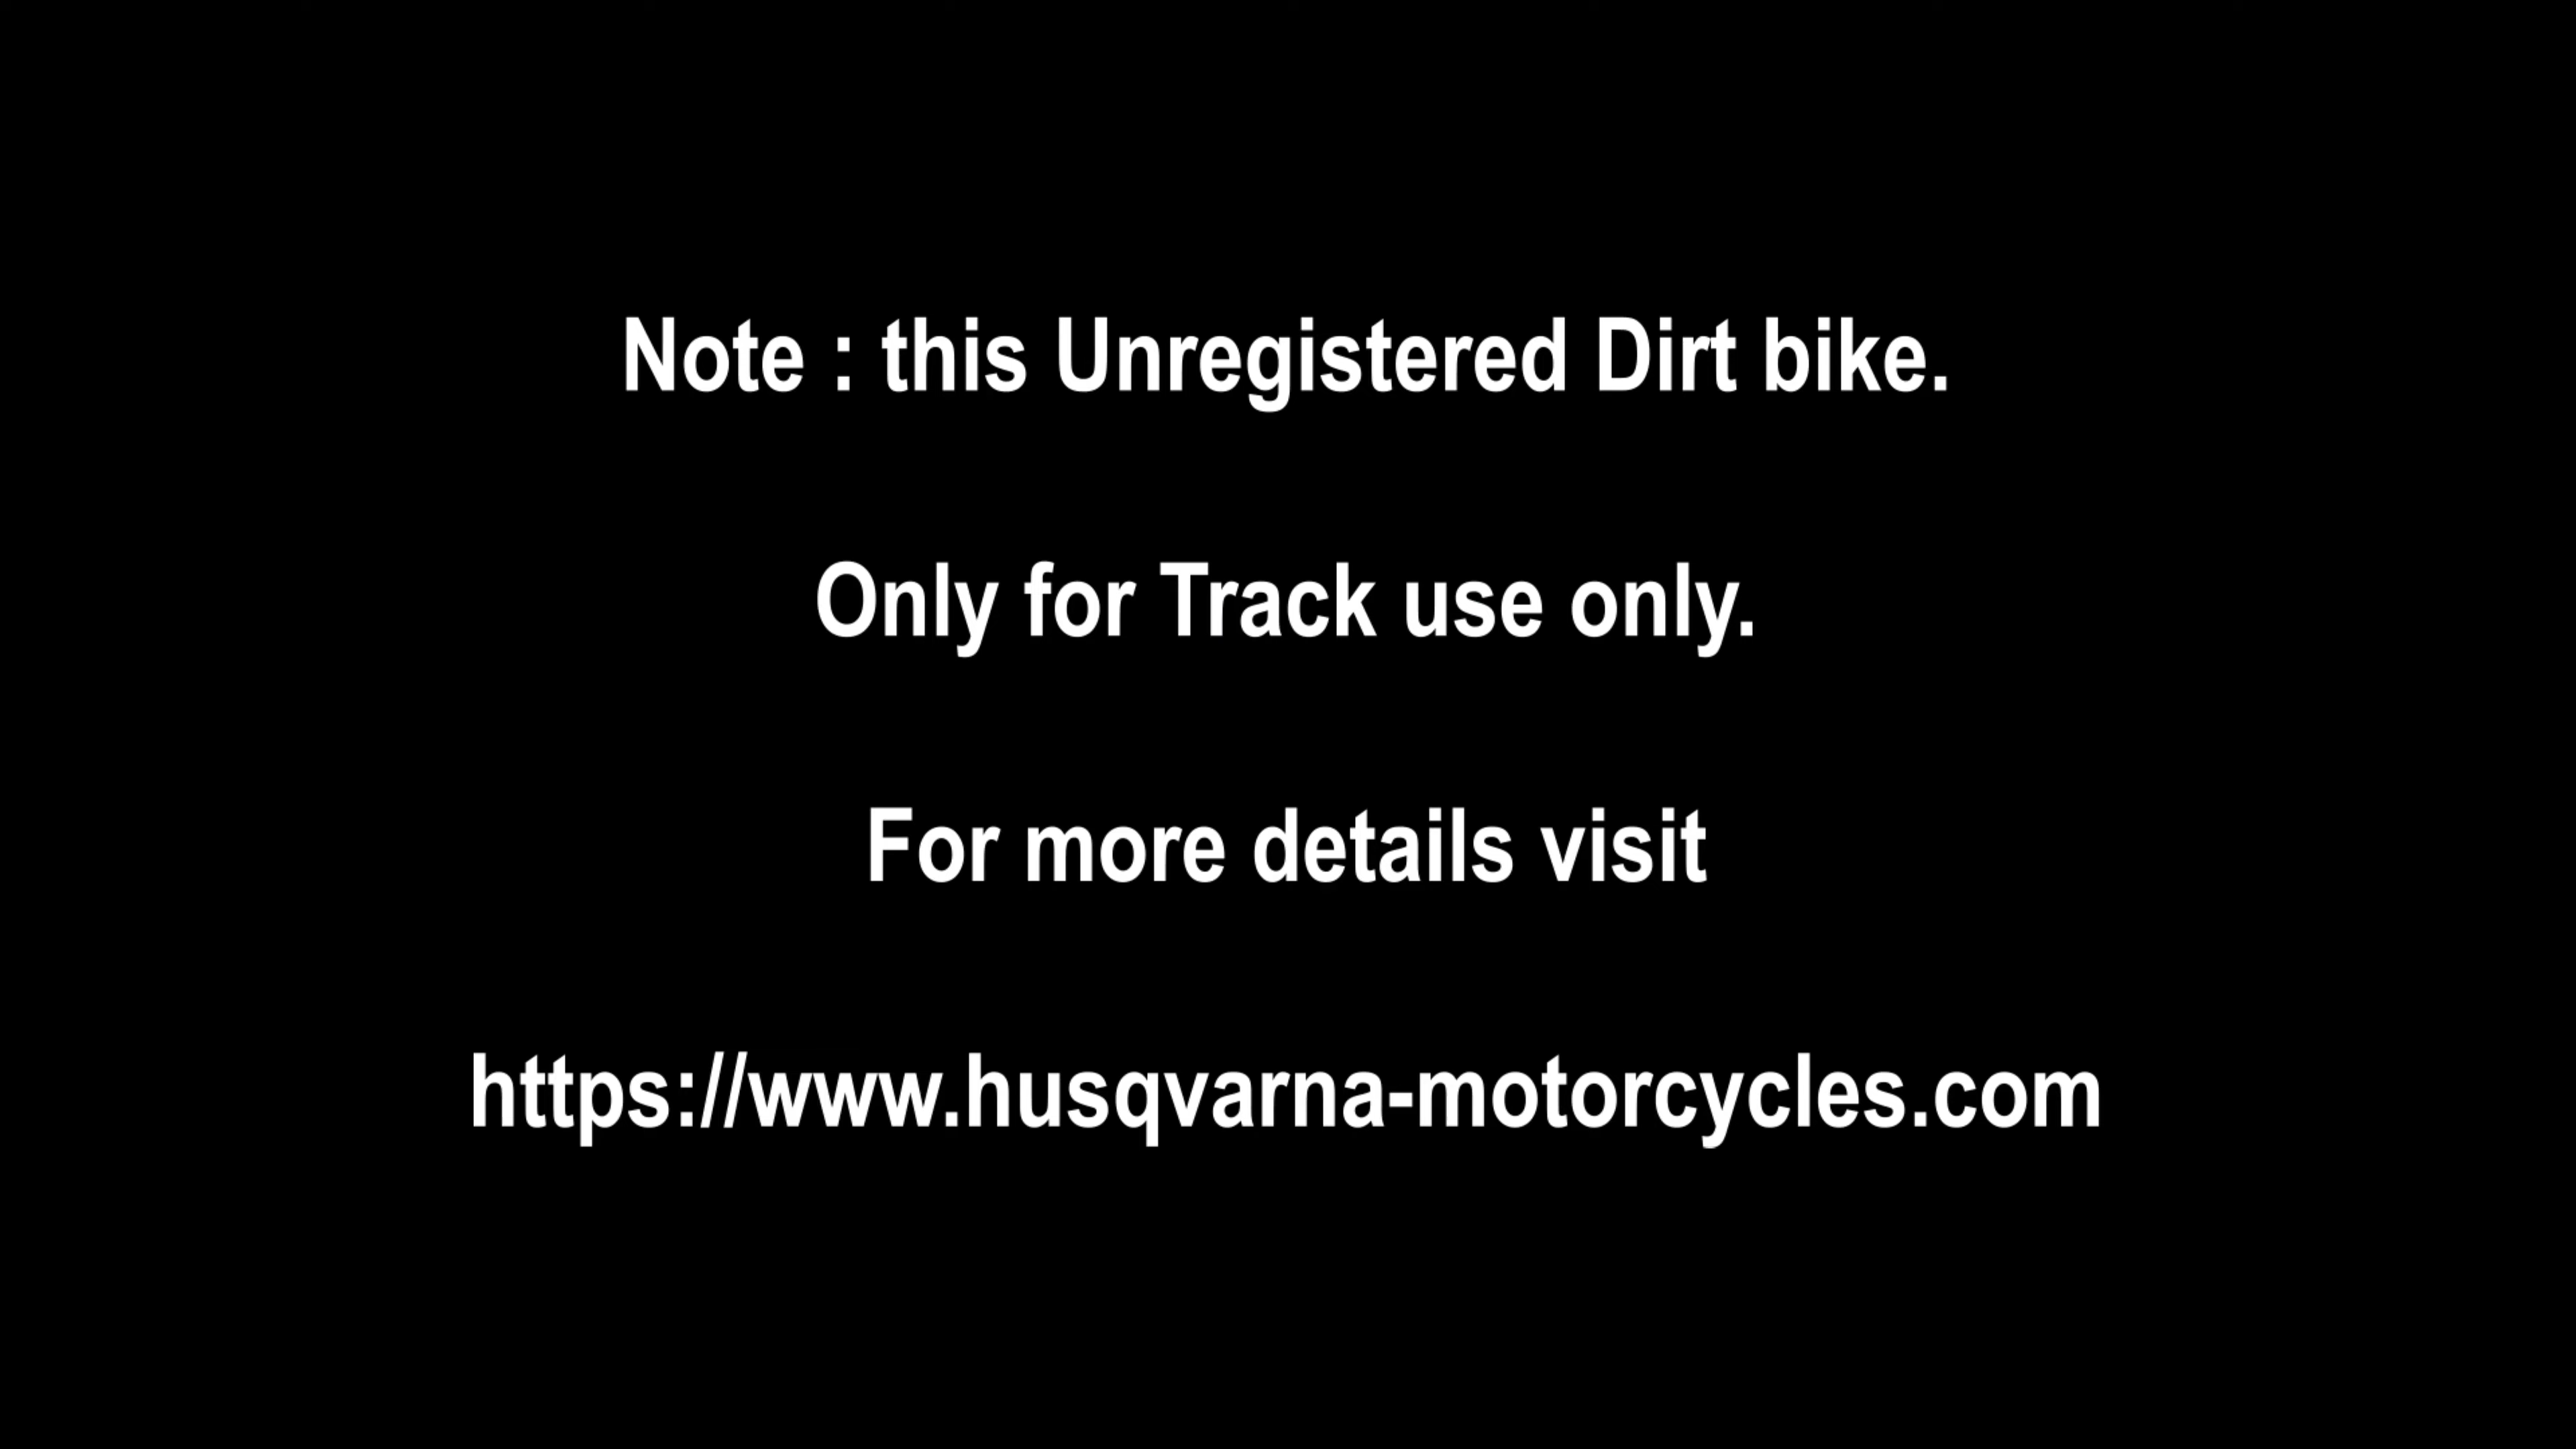 Note : this Unregistered Dirt bike.
Only for Track use only.
For more details visit
https://www.husqvarna-motorcycles.com